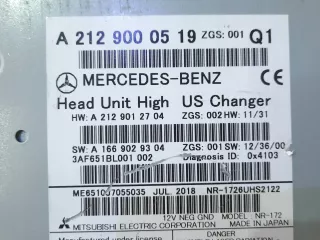 A 212 900 05 19 ZGS: 001 Q1
MERCEDES-BENZ CE
Head Unit High US Changer
HW: A 212 901 27 04 ZGS: 002 HW: 11/31
SW: A 166 902 93 04 ZGS: 001 SW: 12/36/00
3AF651BL001 002 Diagnosis ID: 0x4103
ME651007055035 JUL. 2018 NR-1726UHS2122
12V NEG GND MODEL NR-172
MITSUBISHI ELECTRIC CORPORATION MADE IN JAPAN
DANGER